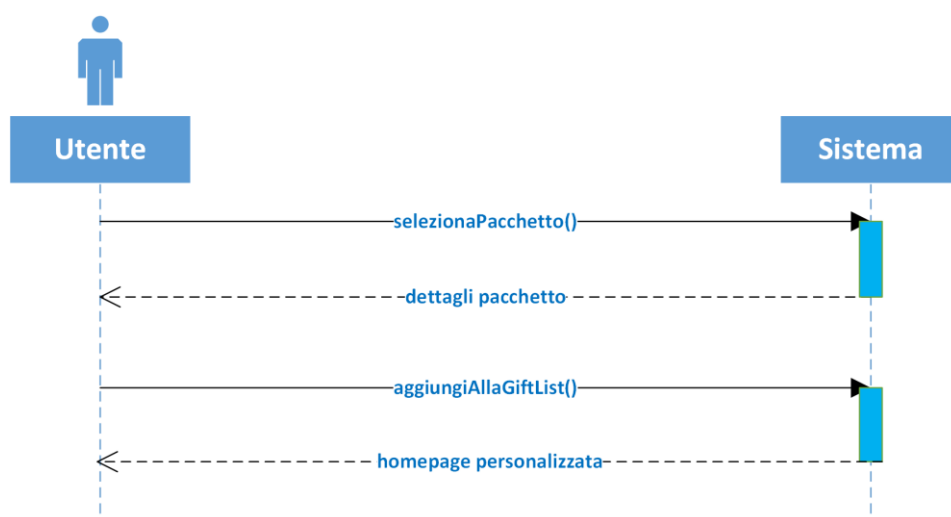 Utente
Sistema
selezionaPacchetto()
dettagli pacchetto
aggiungiAllaGiftList()
homepage personalizzata